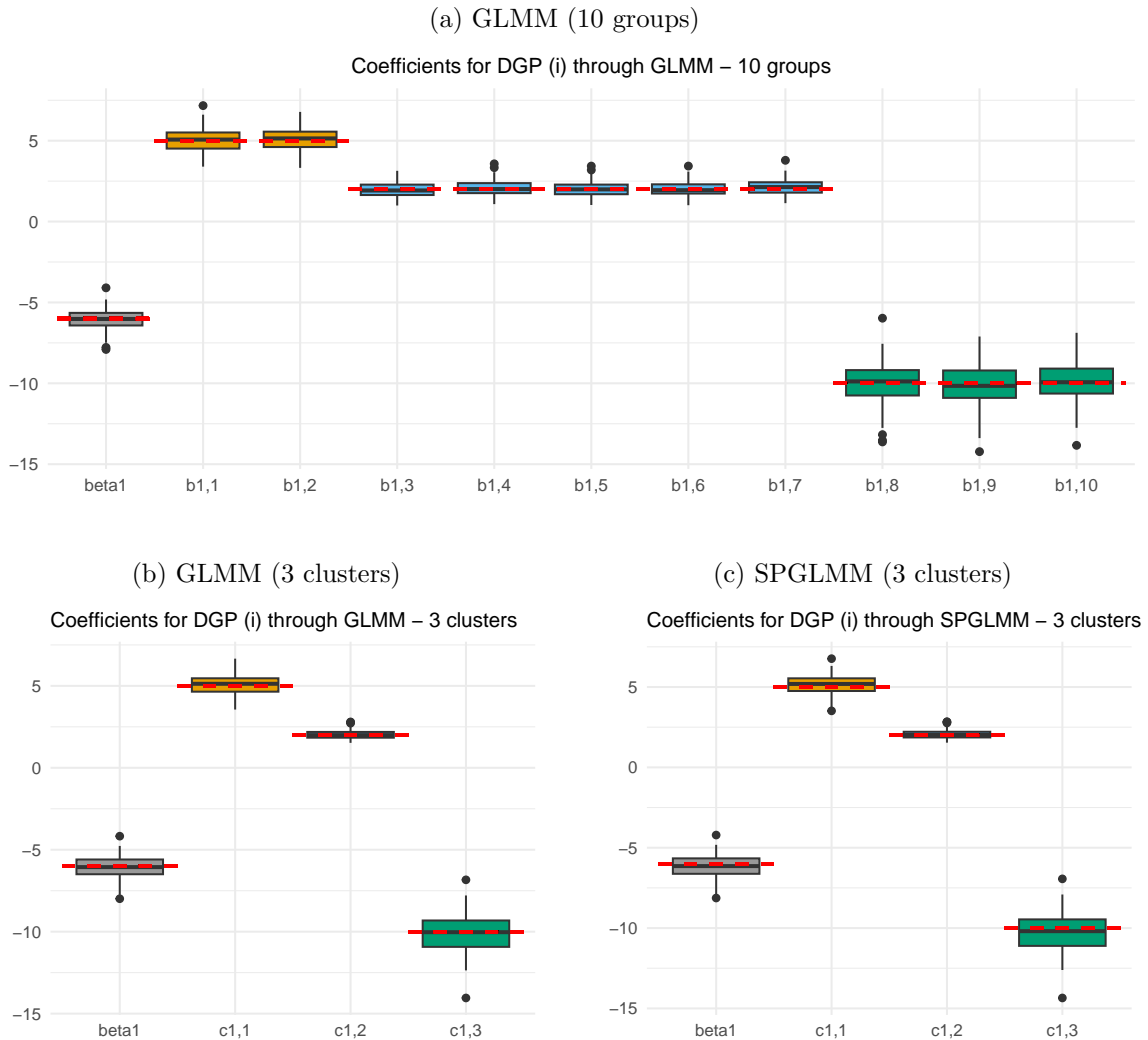 (a) GLMM (10 groups)
Coefficients for DGP (i) through GLMM − 10 groups
5
0
−5
−10
−15
beta1 b1,1 b1,2 b1,3 b1,4 b1,5 b1,6 b1,7 b1,8 b1,9 b1,10
(b) GLMM (3 clusters)
Coefficients for DGP (i) through GLMM − 3 clusters
5
0
−5
−10
−15
beta1 c1,1 c1,2 c1,3
(c) SPGLMM (3 clusters)
Coefficients for DGP (i) through SPGLMM − 3 clusters
5
0
−5
−10
−15
beta1 c1,1 c1,2 c1,3